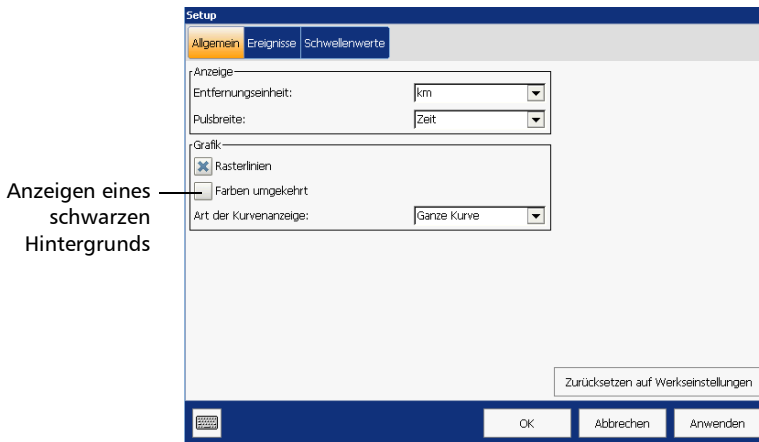 Setup
Allgemein Ereignisse Schwellenwerte
Anzeige
Entfernungseinheit: km
Pulsbreite: Zeit
Grafik
Rasterlinien
Farben umgekehrt
Art der Kurvenanzeige: Ganze Kurve
Anzeigen eines
schwarzen
Hintergrunds
Zurücksetzen auf Werkseinstellungen
OK Abbrechen Anwenden